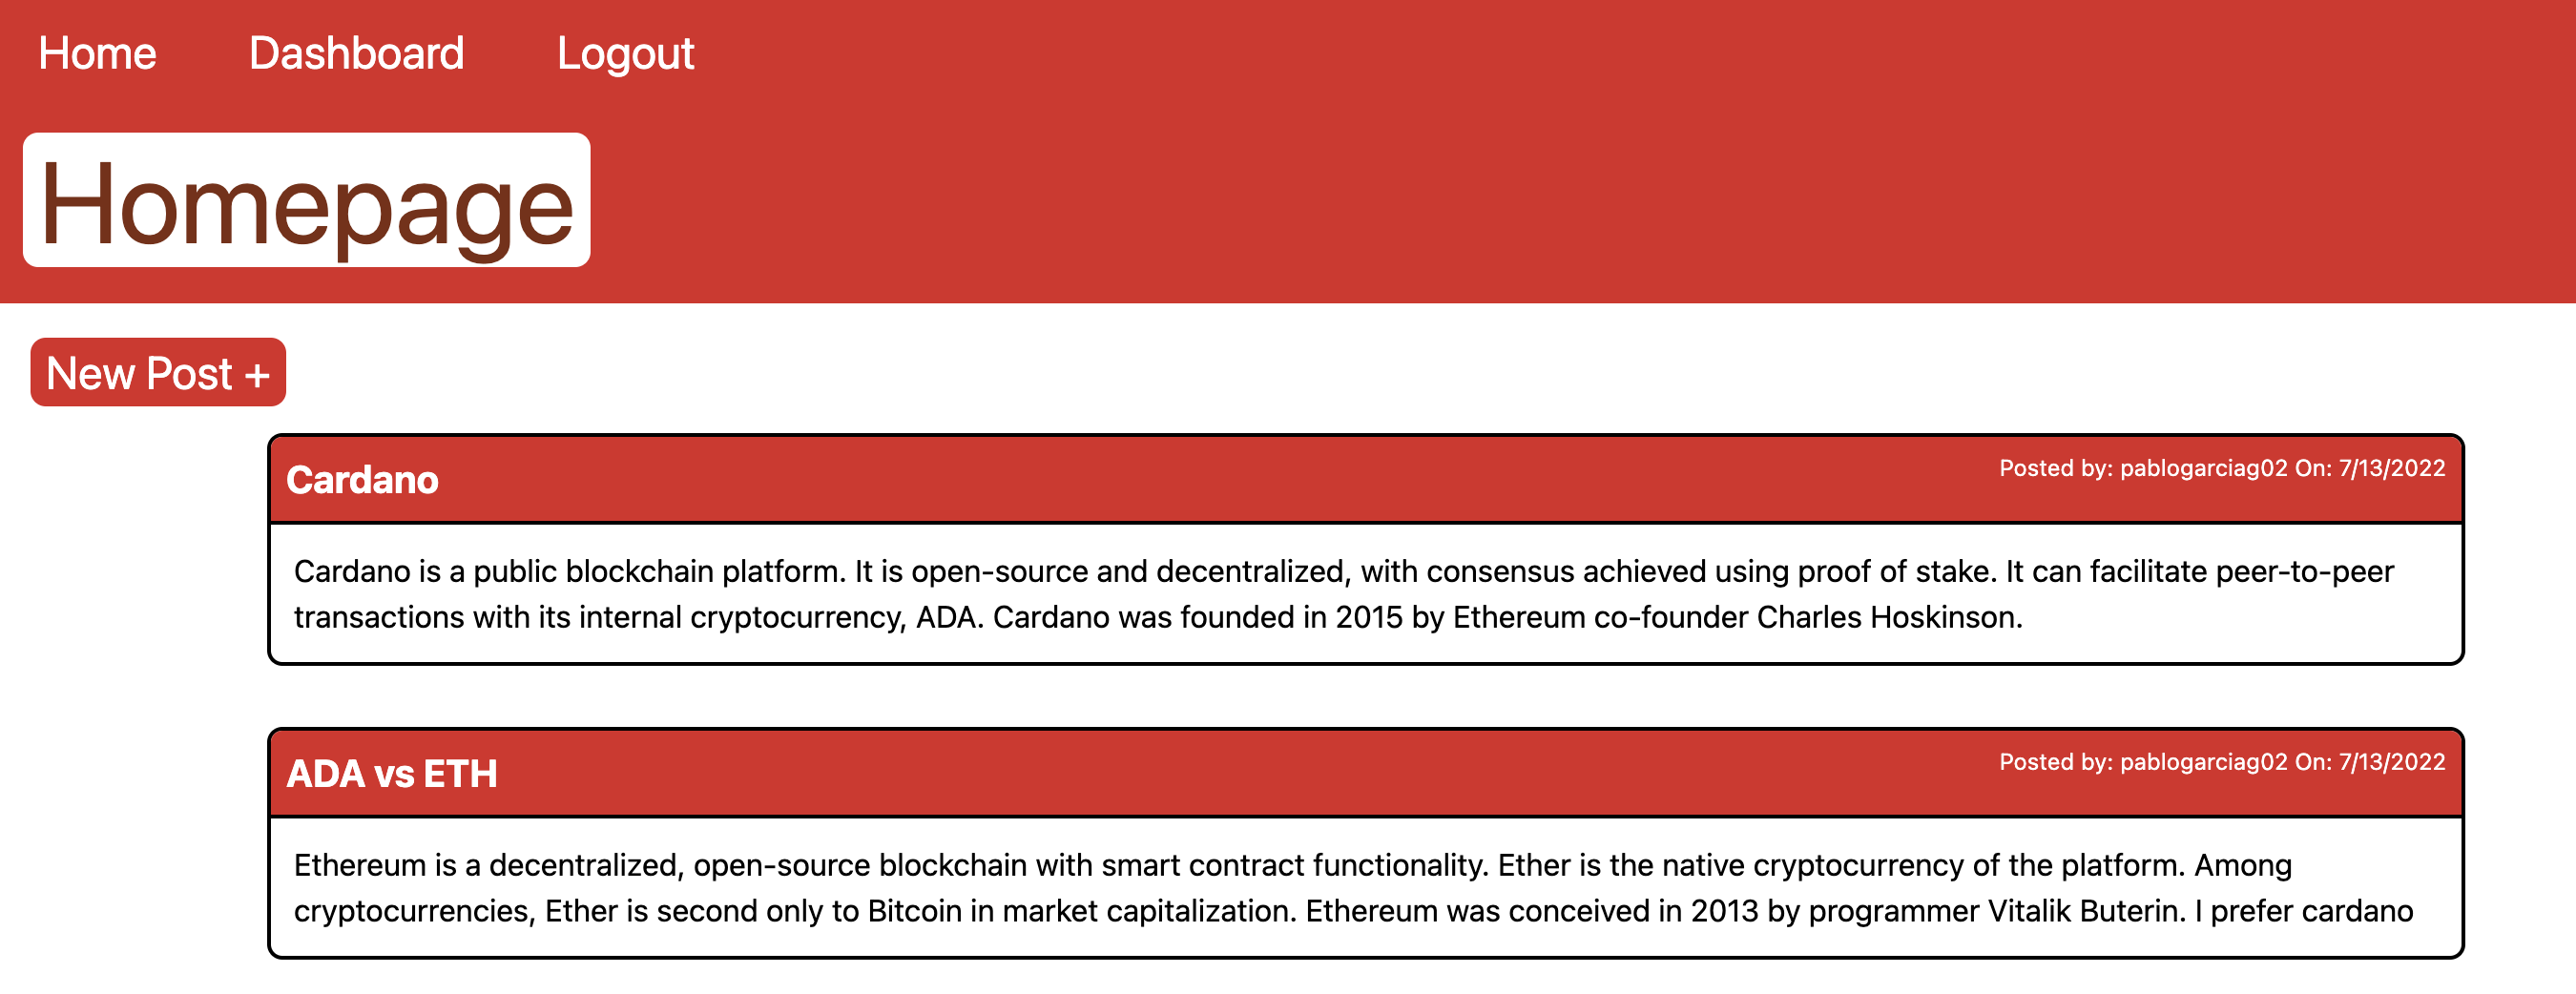 Home Dashboard Logout
Homepage
New Post +
Cardano
Posted by: pablogarciag02 On: 7/13/2022
Cardano is a public blockchain platform. It is open-source and decentralized, with consensus achieved using proof of stake. It can facilitate peer-to-peer
transactions with its internal cryptocurrency, ADA. Cardano was founded in 2015 by Ethereum co-founder Charles Hoskinson.
ADA vs ETH
Posted by: pablogarciag02 On: 7/13/2022
Ethereum is a decentralized, open-source blockchain with smart contract functionality. Ether is the native cryptocurrency of the platform. Among
cryptocurrencies, Ether is second only to Bitcoin in market capitalization. Ethereum was conceived in 2013 by programmer Vitalik Buterin. I prefer cardano